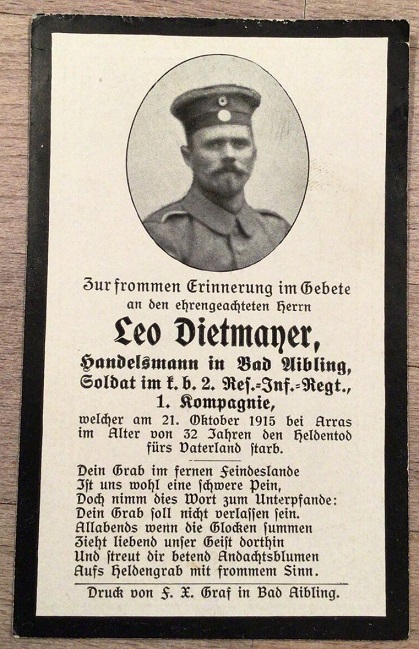 Zur frommen Erinnerung im Gebete
an den ehrengeachteten Herrn
Leo Dietmayer,
Handelsmann in Bad Aibling,
Soldat im k. b. 2. Res.-Inf.-Regt.,
1. Kompagnie,
welcher am 21. Oktober 1915 bei Arras
im Alter von 32 Jahren den Heldentod
fürs Vaterland starb.
Dein Grab im fernen Feindeslande
Ist uns wohl eine schwere Pein,
Doch nimm dies Wort zum Unterpfande:
Dein Grab soll nicht verlassen sein.
Allabends wenn die Glocken summen
Zieht liebend unser Geist dorthin
Und streut dir betend Andachtsblumen
Aufs Heldengrab mit frommem Sinn.
Druck von F. X. Graf in Bad Aibling.